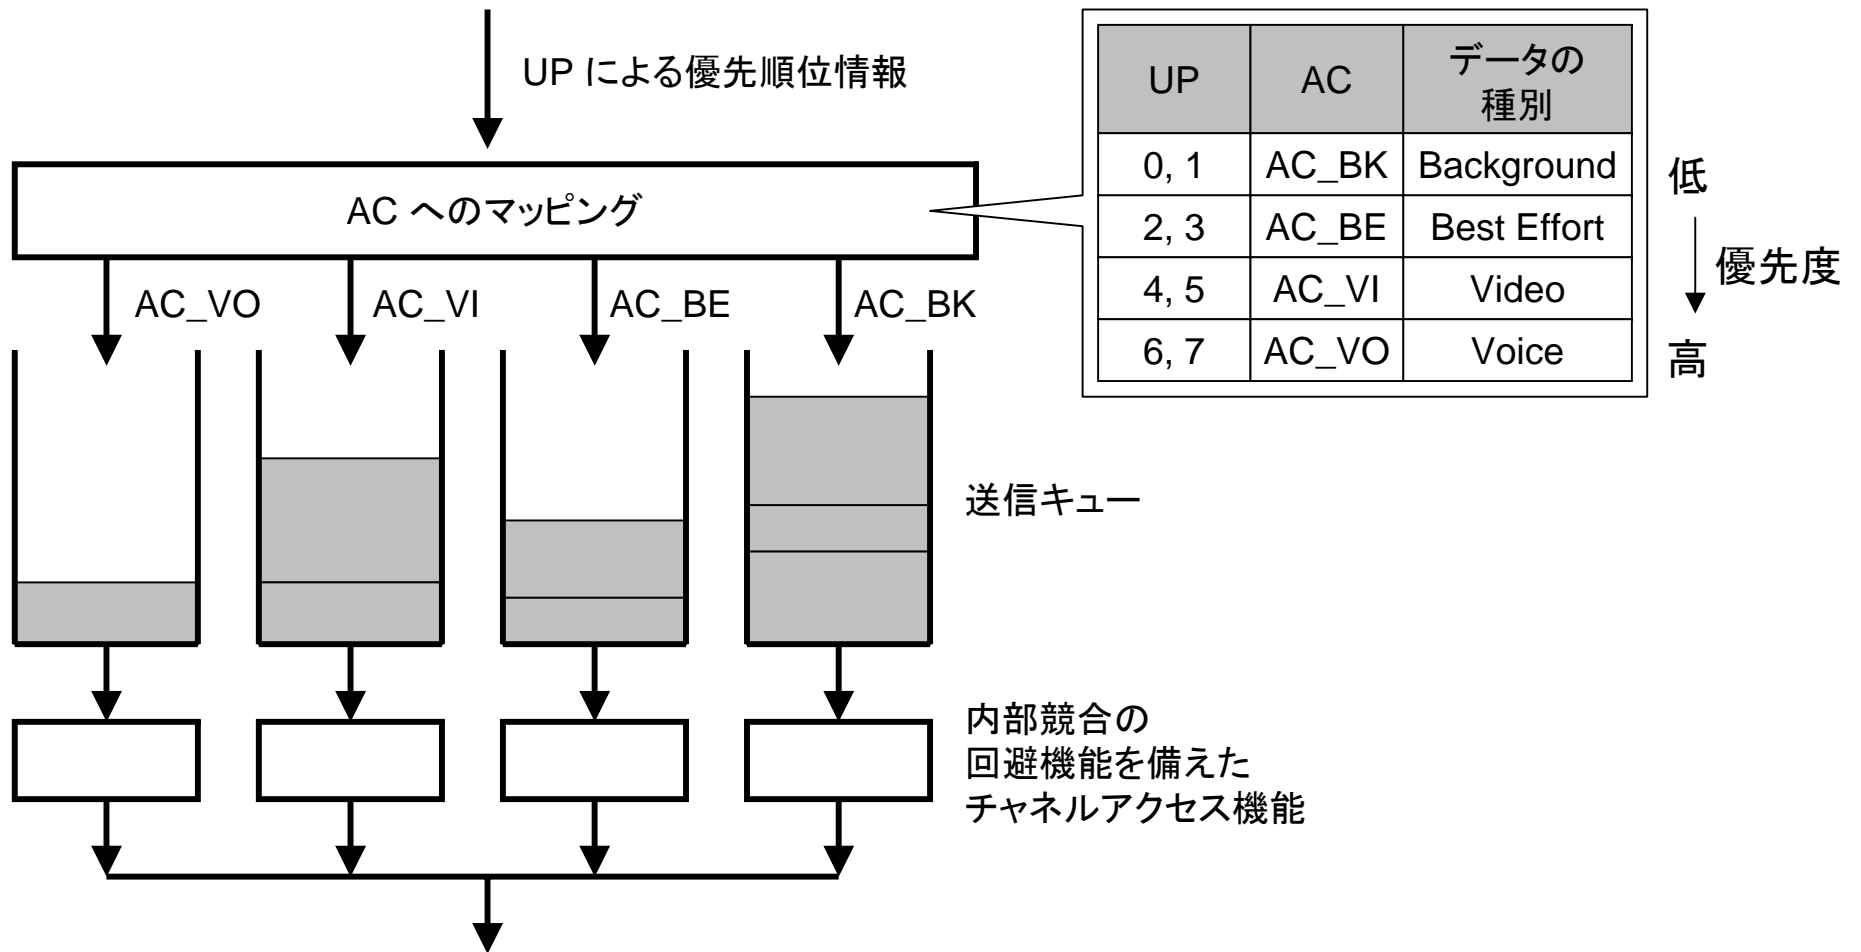 UP による優先順位情報
AC へのマッピング
AC_VO
AC_VI
AC_BE
AC_BK
UP AC データの
種別
0, 1 AC_BK Background
2, 3 AC_BE Best Effort
4, 5 AC_VI Video
6, 7 AC_VO Voice
低
優先度
高
送信キュー
内部競合の
回避機能を備えた
チャネルアクセス機能